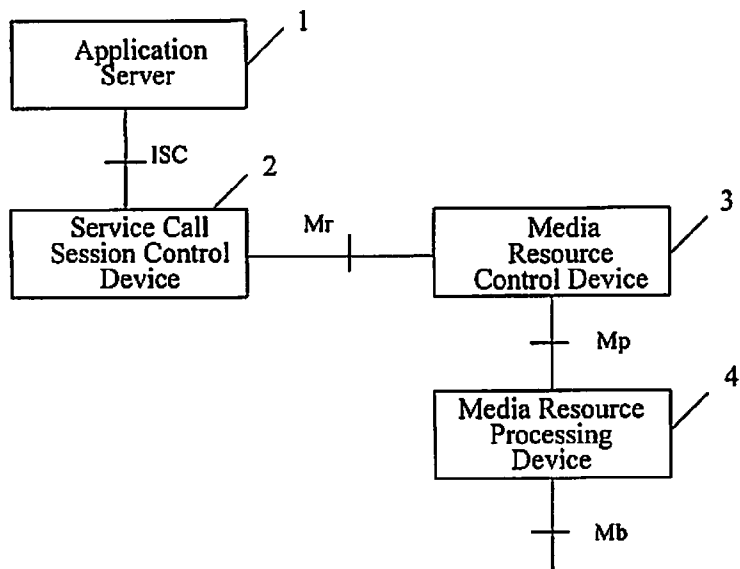 1
Application
Server
ISC
2
Service Call
Session Control
Device
Mr
3
Media
Resource
Control Device
Mp
4
Media Resource
Processing
Device
Mb